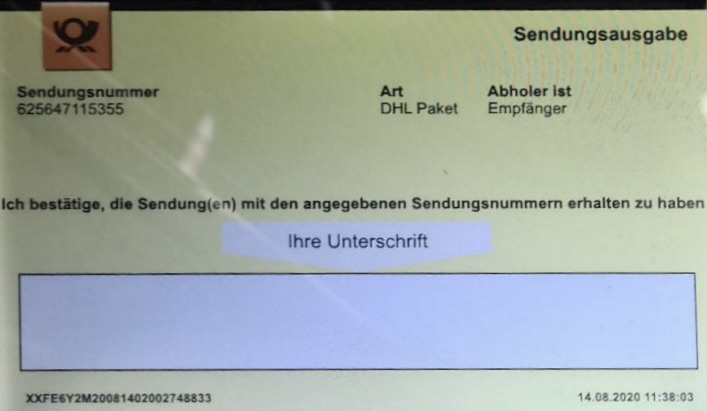 Sendungsausgabe
Sendungsnummer Art Abholer ist
625647115355 DHL Paket Empfänger
Ich bestätige, die Sendung(en) mit den angegebenen Sendungsnummern erhalten zu haben
Ihre Unterschrift
XXFE6Y2M20081402002748833 14.08.2020 11:38:03